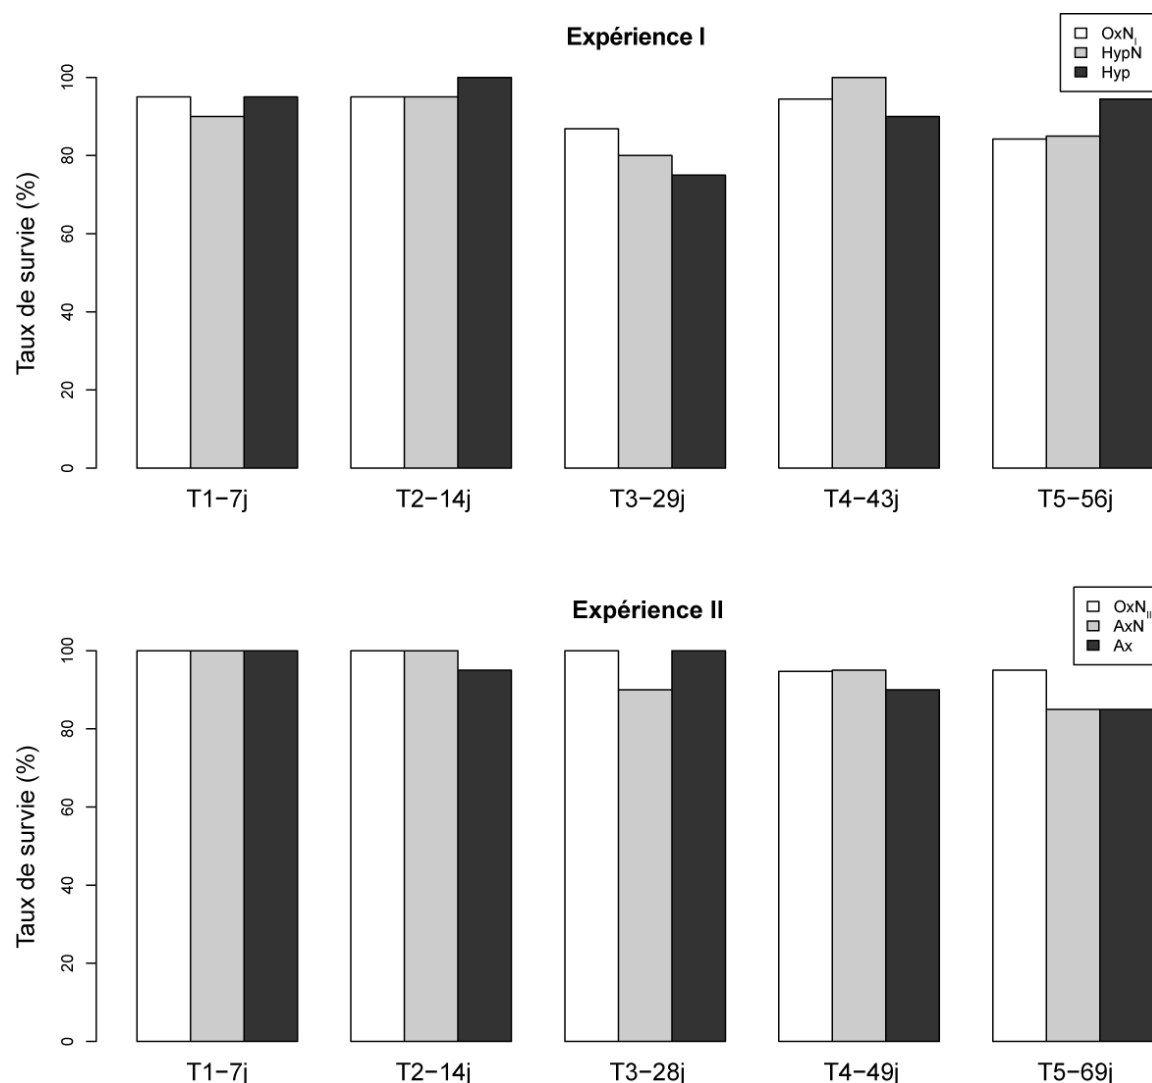 Expérience I
OxN_I
HypN
Hyp
Taux de survie (%)
100
80
60
40
20
0
T1−7j
T2−14j
T3−29j
T4−43j
T5−56j
Expérience II
OxN_II
AxN
Ax
Taux de survie (%)
100
80
60
40
20
0
T1−7j
T2−14j
T3−28j
T4−49j
T5−69j